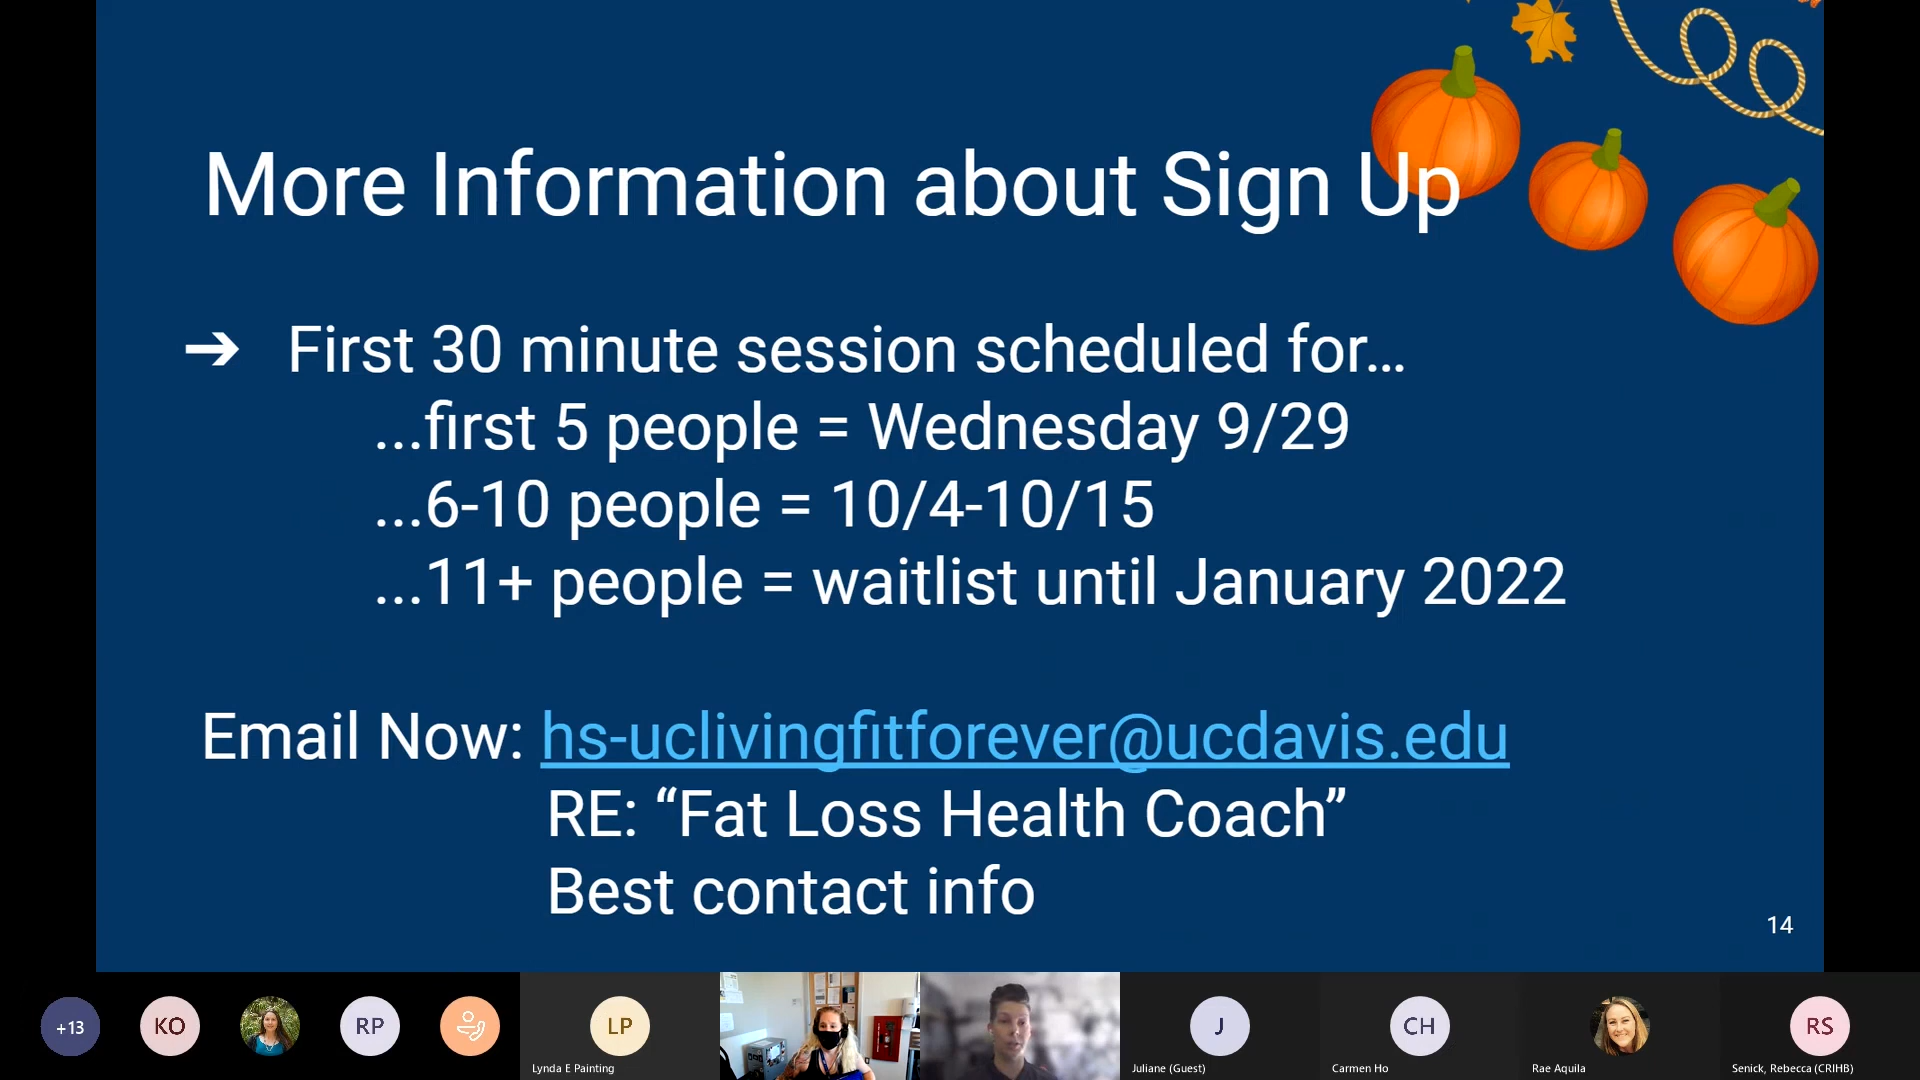 More Information about Sign Up
➔ First 30 minute session scheduled for…
...first 5 people = Wednesday 9/29
...6-10 people = 10/4-10/15
...11+ people = waitlist until January 2022
Email Now: hs-uclivingfitforever@ucdavis.edu
RE: “Fat Loss Health Coach”
Best contact info
14
+13
KO
RP
LP
Lynda E Painting
J
Juliane (Guest)
CH
Carmen Ho
Rae Aquila
RS
Senick, Rebecca (CRIHB)